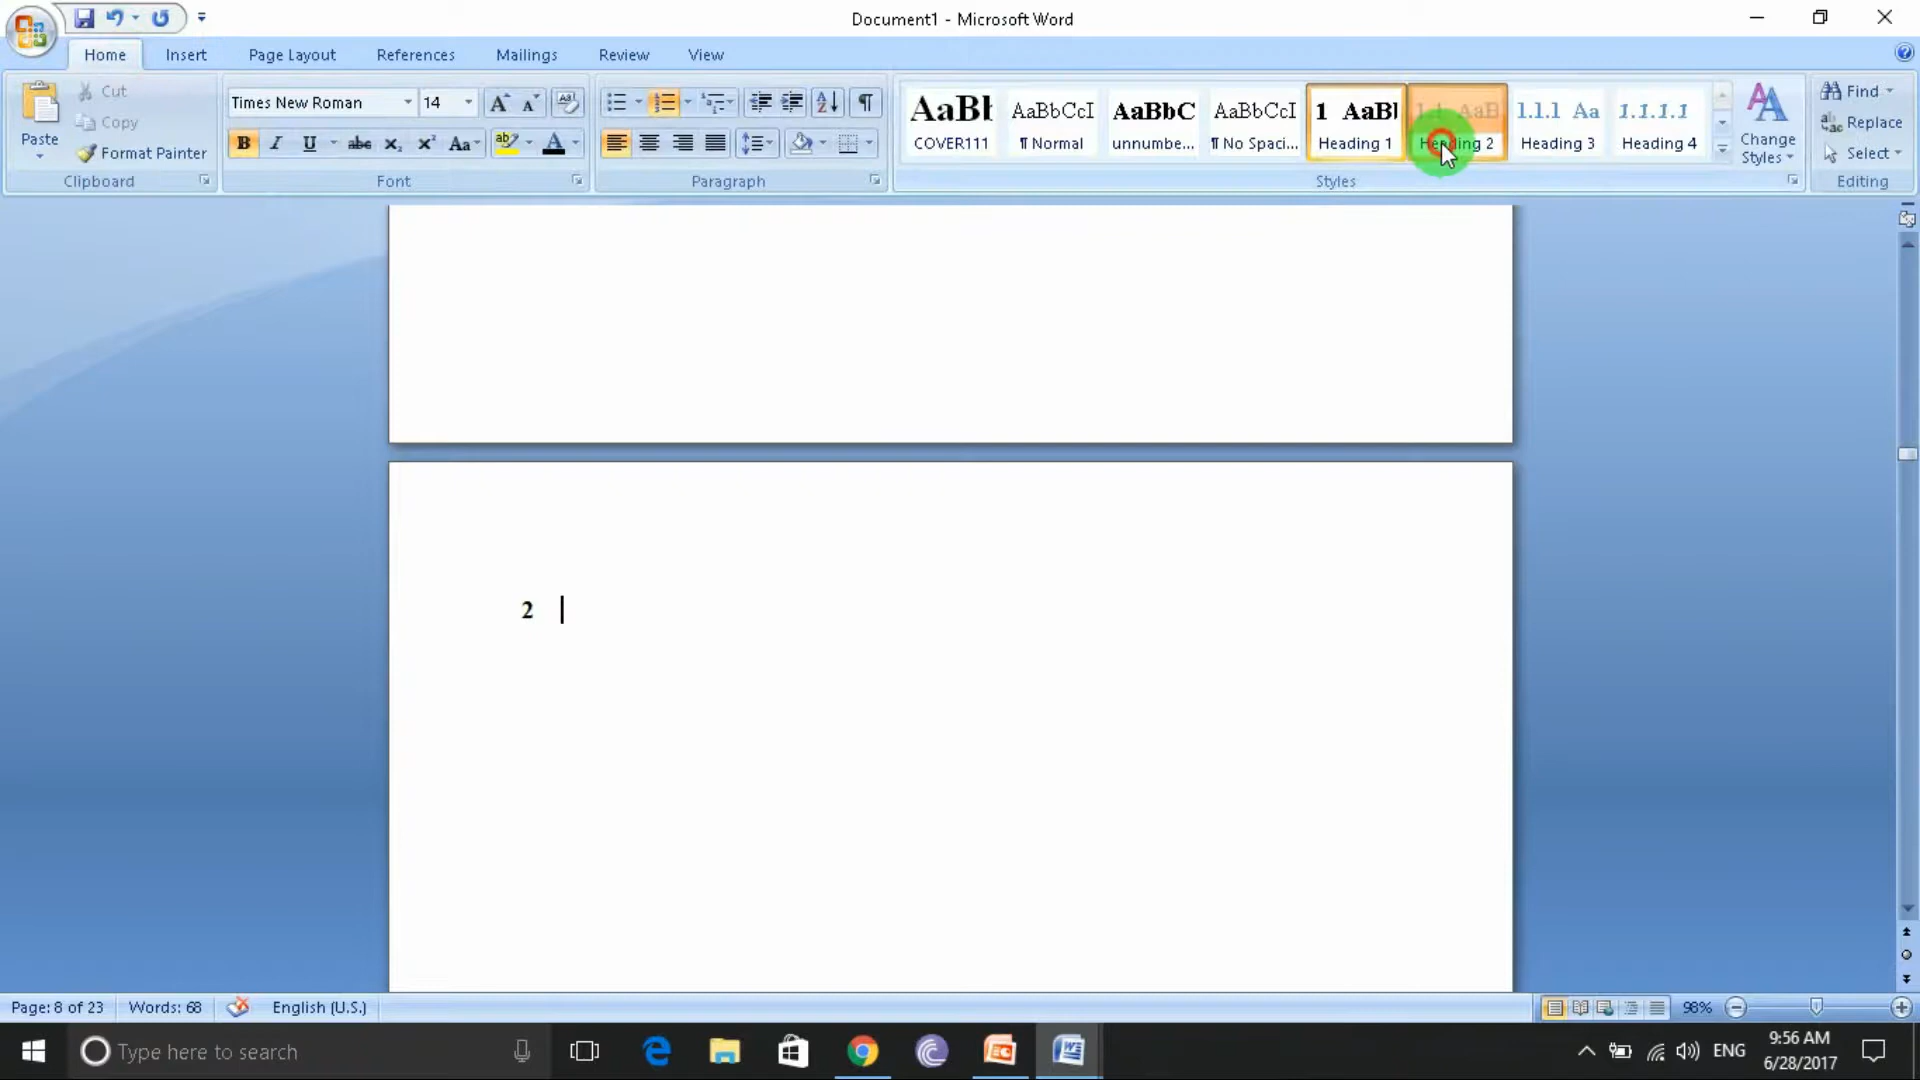 Document1 - Microsoft Word
Home Insert Page Layout References Mailings Review View
Paste
Cut
Copy
Format Painter
Clipboard
Times New Roman 14
Font
Paragraph
AaBb AaBbCcI AaBbC AaBbCcI 1 AaBb 1.1 AaB 1.1.1 Aa 1.1.1.1
COVER111 ¶ Normal unnumbe... ¶ No Spaci... Heading 1 Heading 2 Heading 3 Heading 4
Change Styles
Styles
Find
Replace
Select
Editing
2
Page: 8 of 23 Words: 68 English (U.S.) 98%
Type here to search
ENG
9:56 AM
6/28/2017